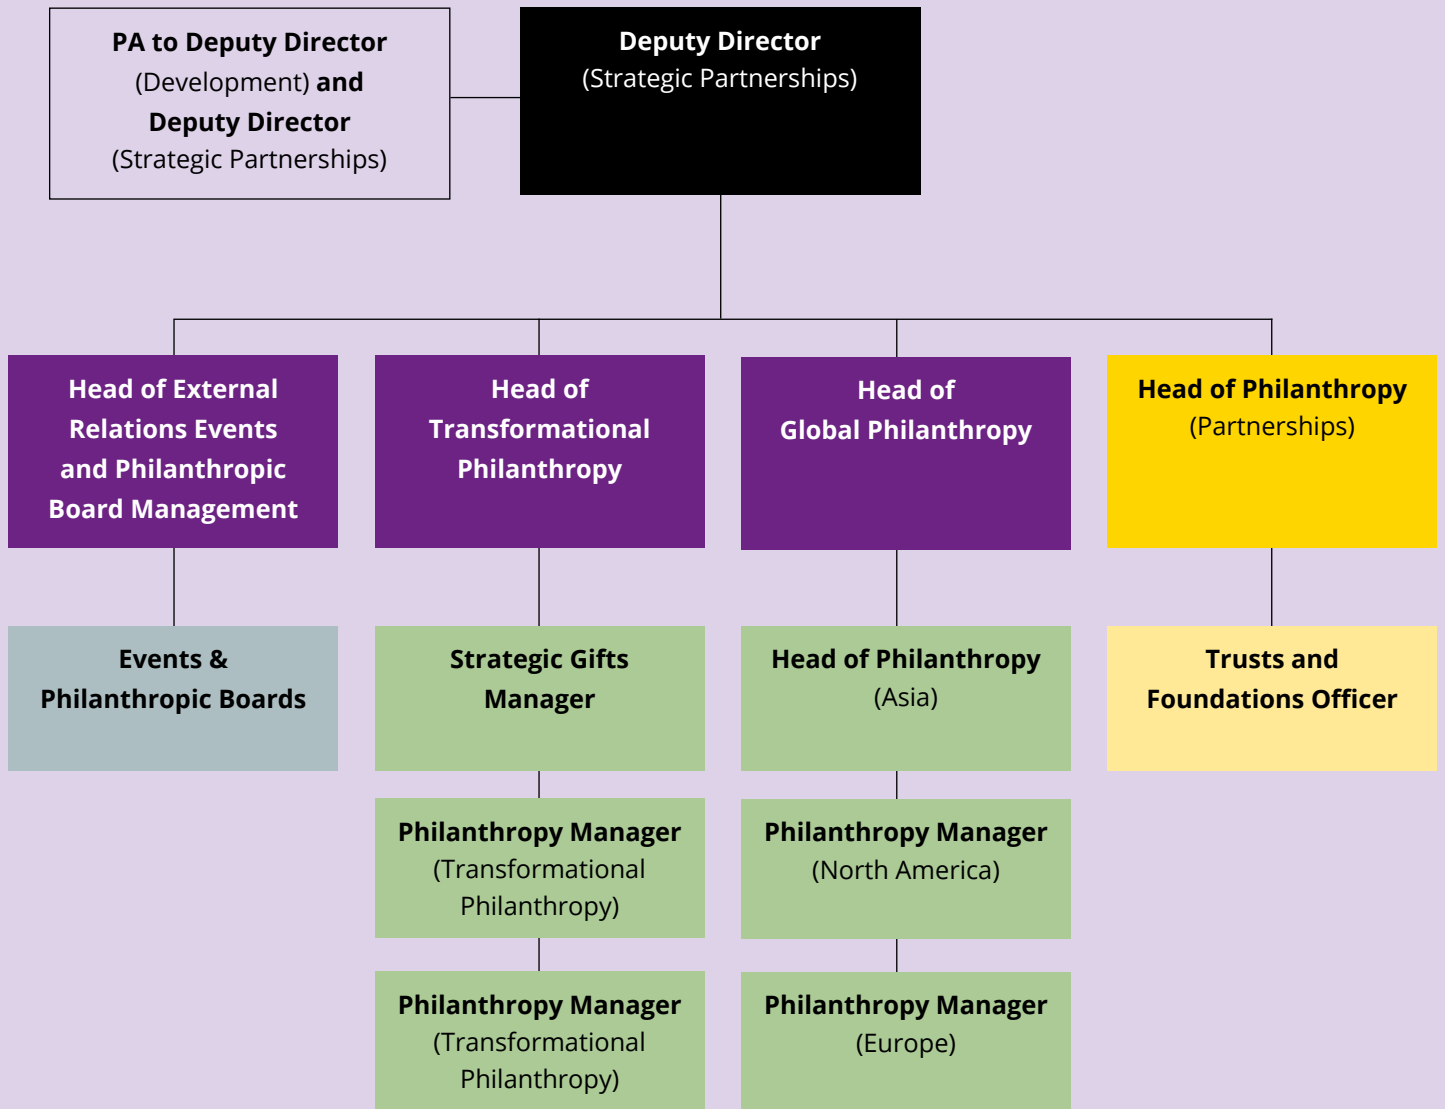 PA to Deputy Director
(Development) and
Deputy Director
(Strategic Partnerships)
Deputy Director
(Strategic Partnerships)
Head of External
Relations Events
and Philanthropic
Board Management
Head of
Transformational
Philanthropy
Head of
Global Philanthropy
Head of Philanthropy
(Partnerships)
Events &
Philanthropic Boards
Strategic Gifts
Manager
Head of Philanthropy
(Asia)
Trusts and
Foundations Officer
Philanthropy Manager
(Transformational
Philanthropy)
Philanthropy Manager
(North America)
Philanthropy Manager
(Transformational
Philanthropy)
Philanthropy Manager
(Europe)